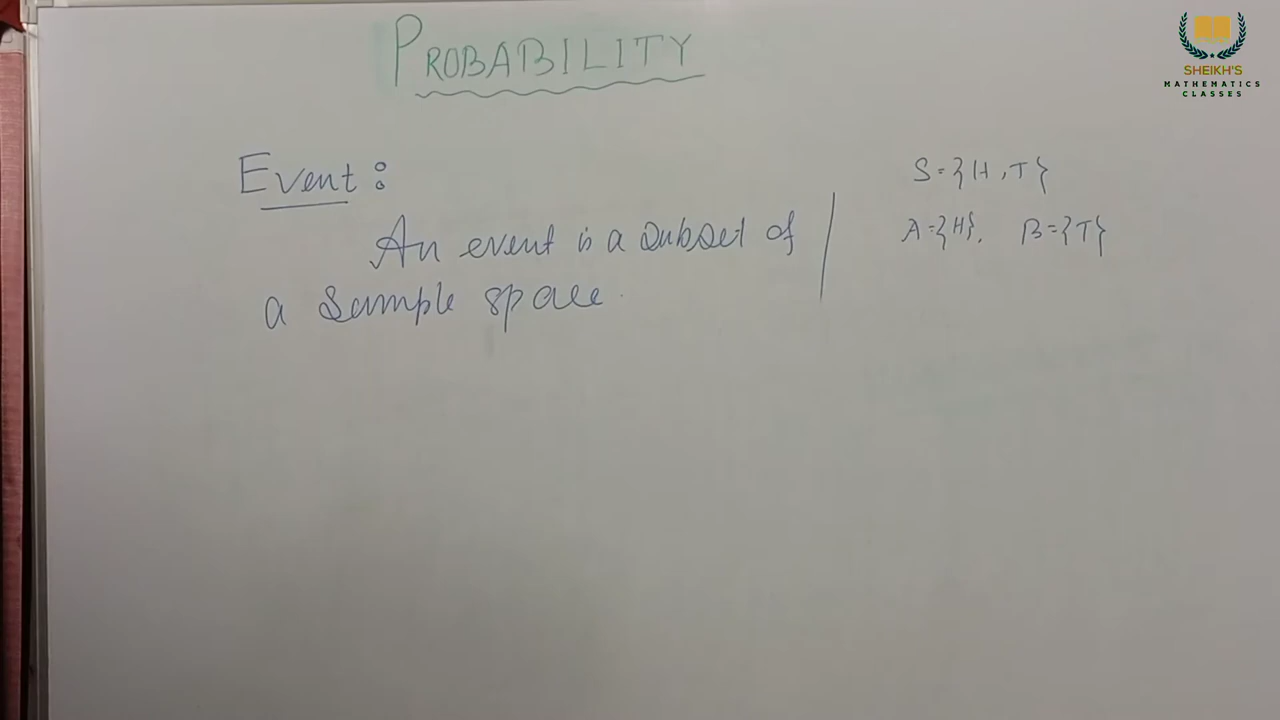 PROBABILITY
SHEIKH'S
MATHEMATICS
CLASSES
Event:
An event is a subset of
a sample space.
S={H,T}
A={H}, B={T}